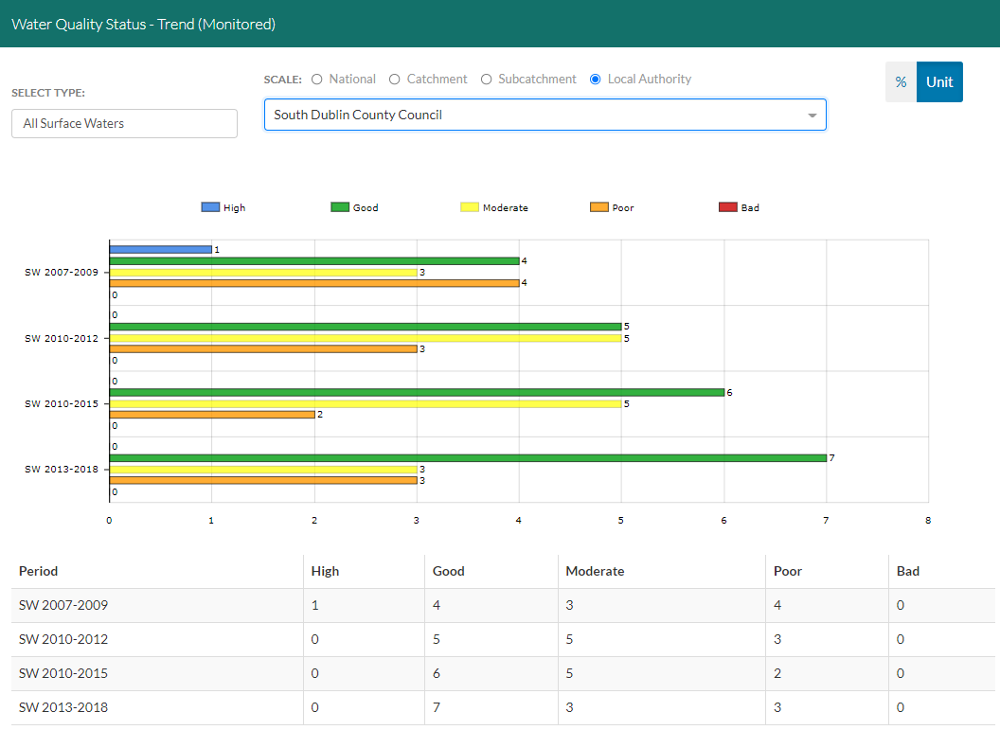 Water Quality Status - Trend (Monitored)
SCALE: National Catchment Subcatchment Local Authority
% Unit
SELECT TYPE:
All Surface Waters
South Dublin County Council
High Good Moderate Poor Bad
1
4
SW 2007-2009 3
4
0
0
5
SW 2010-2012 5
3
0
0
6
SW 2010-2015 5
2
0
0
7
SW 2013-2018 3
3
0
0 1 2 3 4 5 6 7 8
Period High Good Moderate Poor Bad
SW 2007-2009 1 4 3 4 0
SW 2010-2012 0 5 5 3 0
SW 2010-2015 0 6 5 2 0
SW 2013-2018 0 7 3 3 0